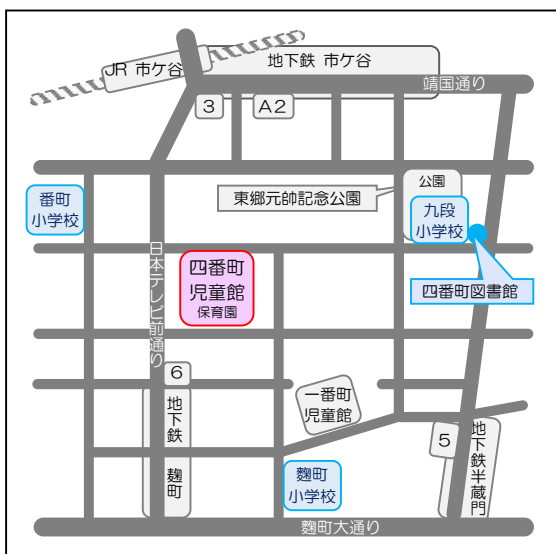 地下鉄 市ケ谷
JR 市ケ谷
靖国通り
3
A2
公園
番町
小学校
東郷元帥記念公園
九段
小学校
四番町
児童館
保育園
四番町図書館
日本テレビ前通り
6
一番町
児童館
地下鉄 麹町
5
地下鉄半蔵門
麴町
小学校
麹町大通り